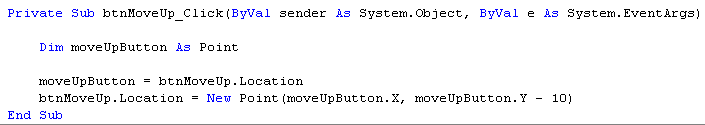 Private Sub btnMoveUp_Click(ByVal sender As System.Object, ByVal e As System.EventArgs)
Dim moveUpButton As Point
moveUpButton = btnMoveUp.Location
btnMoveUp.Location = New Point(moveUpButton.X, moveUpButton.Y - 10)
End Sub